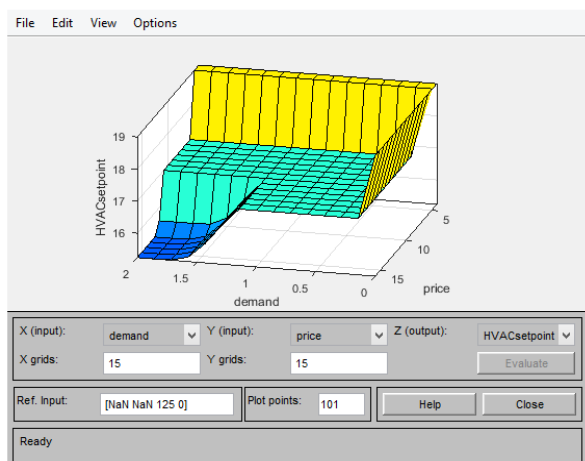 File Edit View Options
19
18
17
16
HVACsetpoint
2
1.5
1
0.5
0
demand
5
10
15
price
X (input): demand Y (input): price Z (output): HVACsetpoint
X grids: 15 Y grids: 15 Evaluate
Ref. Input: [NaN NaN 125 0] Plot points: 101 Help Close
Ready